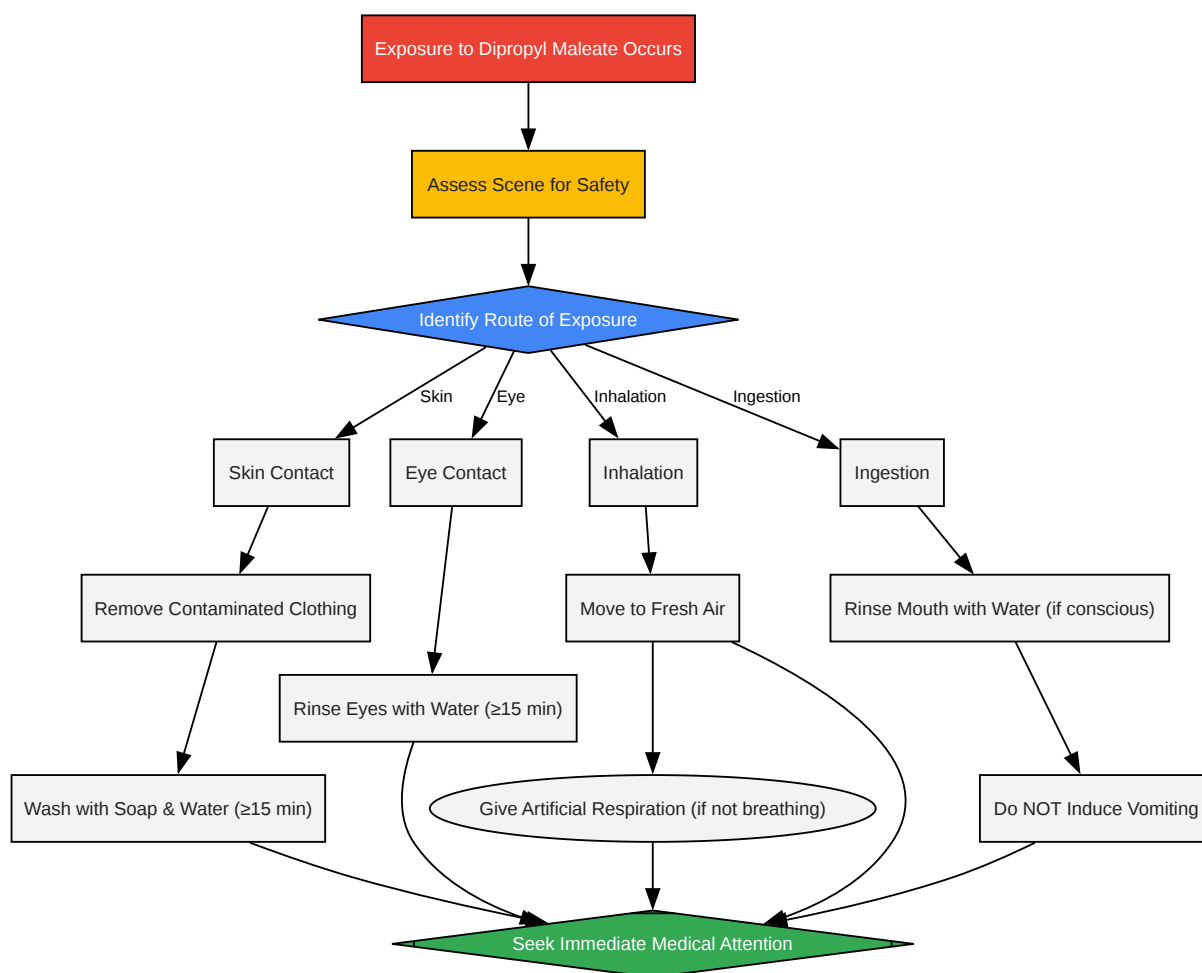 Exposure to Dipropyl Maleate Occurs
Assess Scene for Safety
Identify Route of Exposure
Skin
Eye
Inhalation
Ingestion
Skin Contact
Eye Contact
Inhalation
Ingestion
Remove Contaminated Clothing
Move to Fresh Air
Rinse Mouth with Water (if conscious)
Rinse Eyes with Water (≥15 min)
Wash with Soap & Water (≥15 min)
Give Artificial Respiration (if not breathing)
Do NOT Induce Vomiting
Seek Immediate Medical Attention